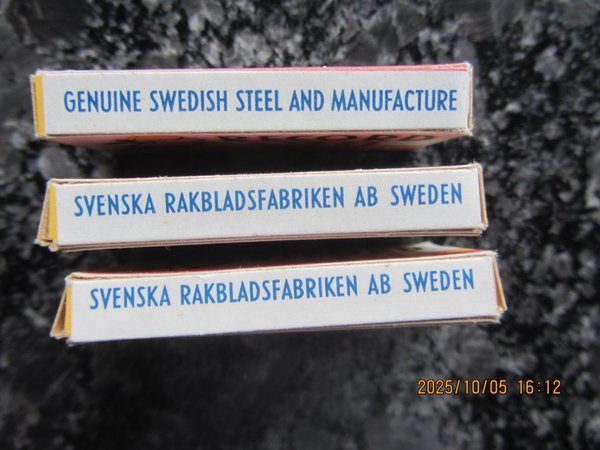 GENUINE SWEDISH STEEL AND MANUFACTURE
SVENSKA RAKBLADSFABRIKEN AB SWEDEN
SVENSKA RAKBLADSFABRIKEN AB SWEDEN
2025/10/05 16:12